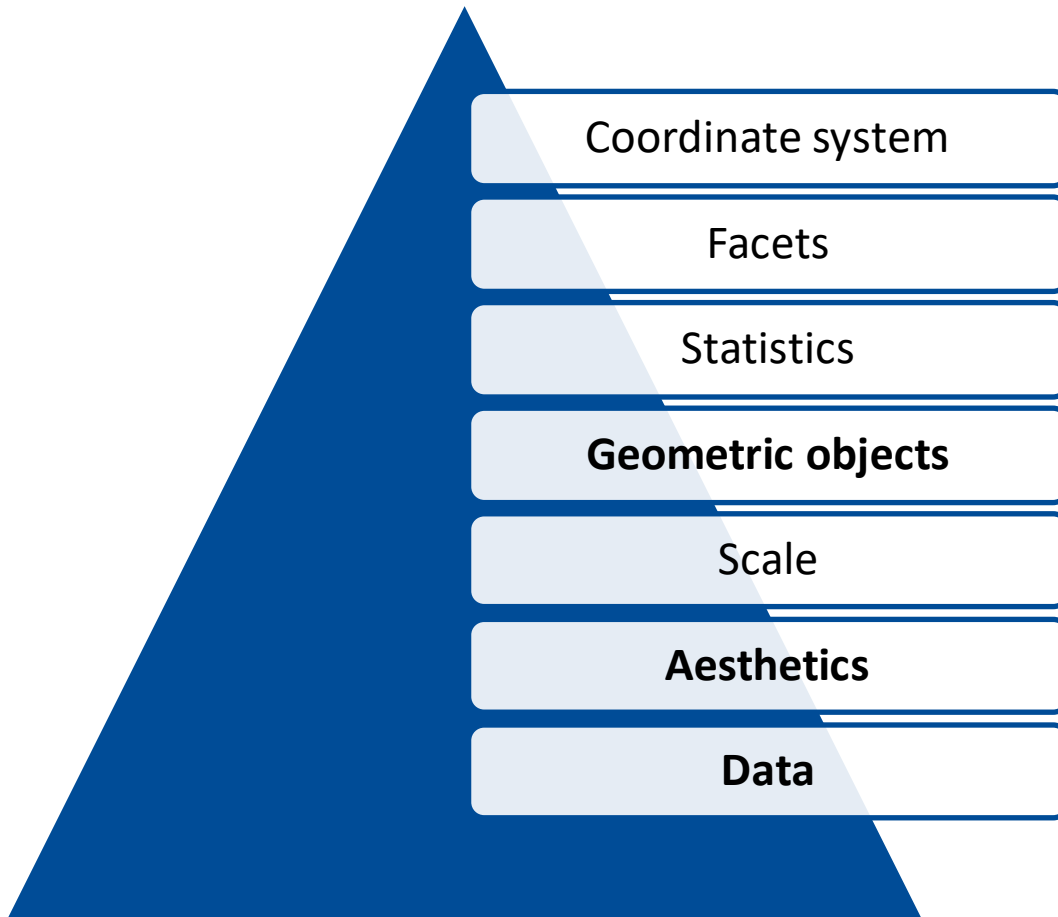 Coordinate system
Facets
Statistics
Geometric objects
Scale
Aesthetics
Data